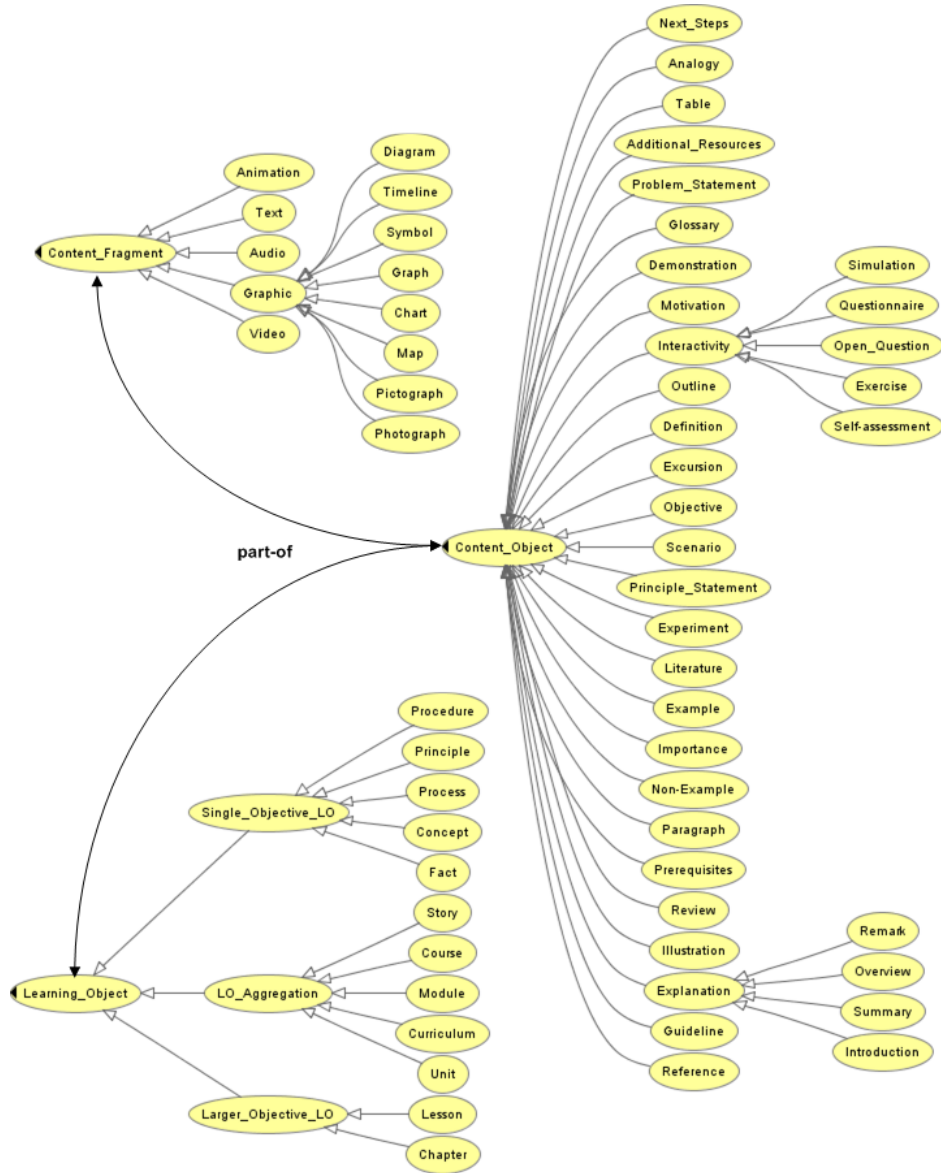 Next_Steps
Analogy
Table
Additional_Resources
Problem_Statement
Glossary
Demonstration
Motivation
Interactivity
Outline
Definition
Excursion
Objective
Scenario
Principle_Statement
Experiment
Literature
Example
Importance
Non-Example
Paragraph
Prerequisites
Review
Illustration
Explanation
Guideline
Reference
Simulation
Questionnaire
Open_Question
Exercise
Self-assessment
Remark
Overview
Summary
Introduction
Content_Object
part-of
Content_Fragment
Animation
Text
Audio
Graphic
Video
Diagram
Timeline
Symbol
Graph
Chart
Map
Pictograph
Photograph
Learning_Object
Single_Objective_LO
Procedure
Principle
Process
Concept
Fact
LO_Aggregation
Story
Course
Module
Curriculum
Unit
Larger_Objective_LO
Lesson
Chapter